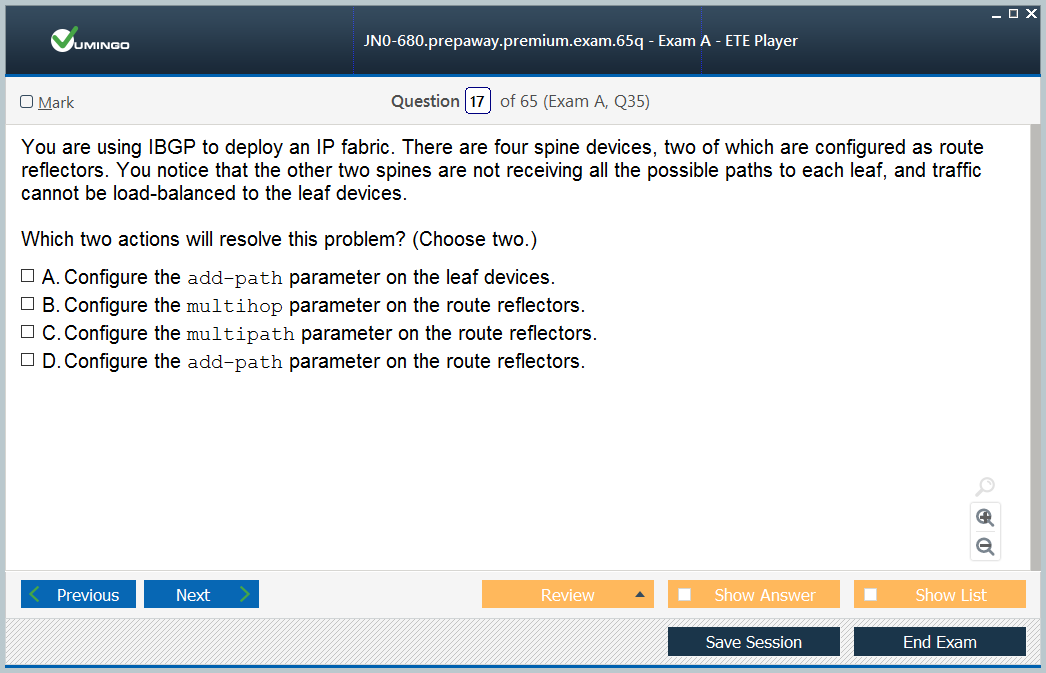 VUMINGO
JN0-680.prepaway.premium.exam.65q - Exam A - ETE Player
Mark
Question 17 of 65 (Exam A, Q35)
You are using IBGP to deploy an IP fabric. There are four spine devices, two of which are configured as route
reflectors. You notice that the other two spines are not receiving all the possible paths to each leaf, and traffic
cannot be load-balanced to the leaf devices.
Which two actions will resolve this problem? (Choose two.)
A. Configure the add-path parameter on the leaf devices.
B. Configure the multihop parameter on the route reflectors.
C. Configure the multipath parameter on the route reflectors.
D. Configure the add-path parameter on the route reflectors.
Previous
Next
Review
Show Answer
Show List
Save Session
End Exam